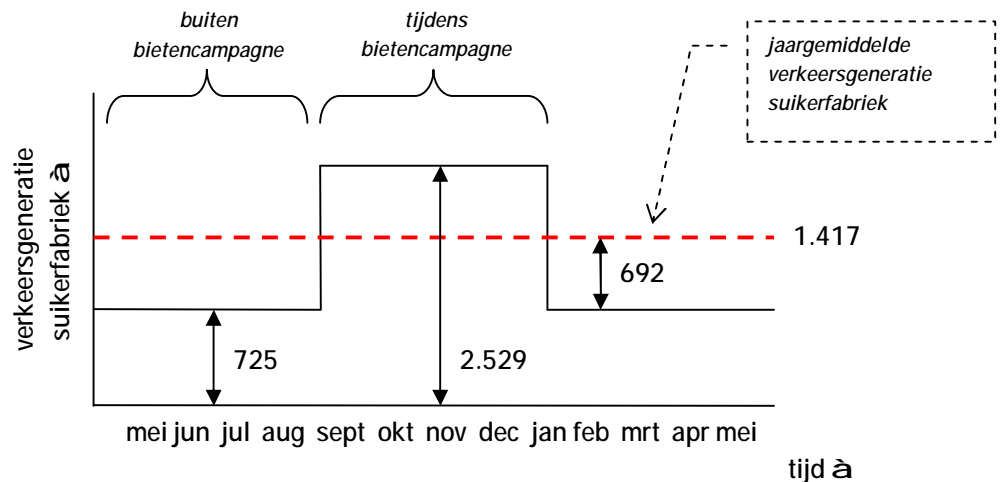 buiten
bietencampagne
tijdens
bietencampagne
jaargemiddelde
verkeersgeneratie
suikerfabriek
verkeersgeneratie
suikerfabriek à
1.417
692
725
2.529
mei jun jul aug sept okt nov dec jan feb mrt apr mei
tijd à